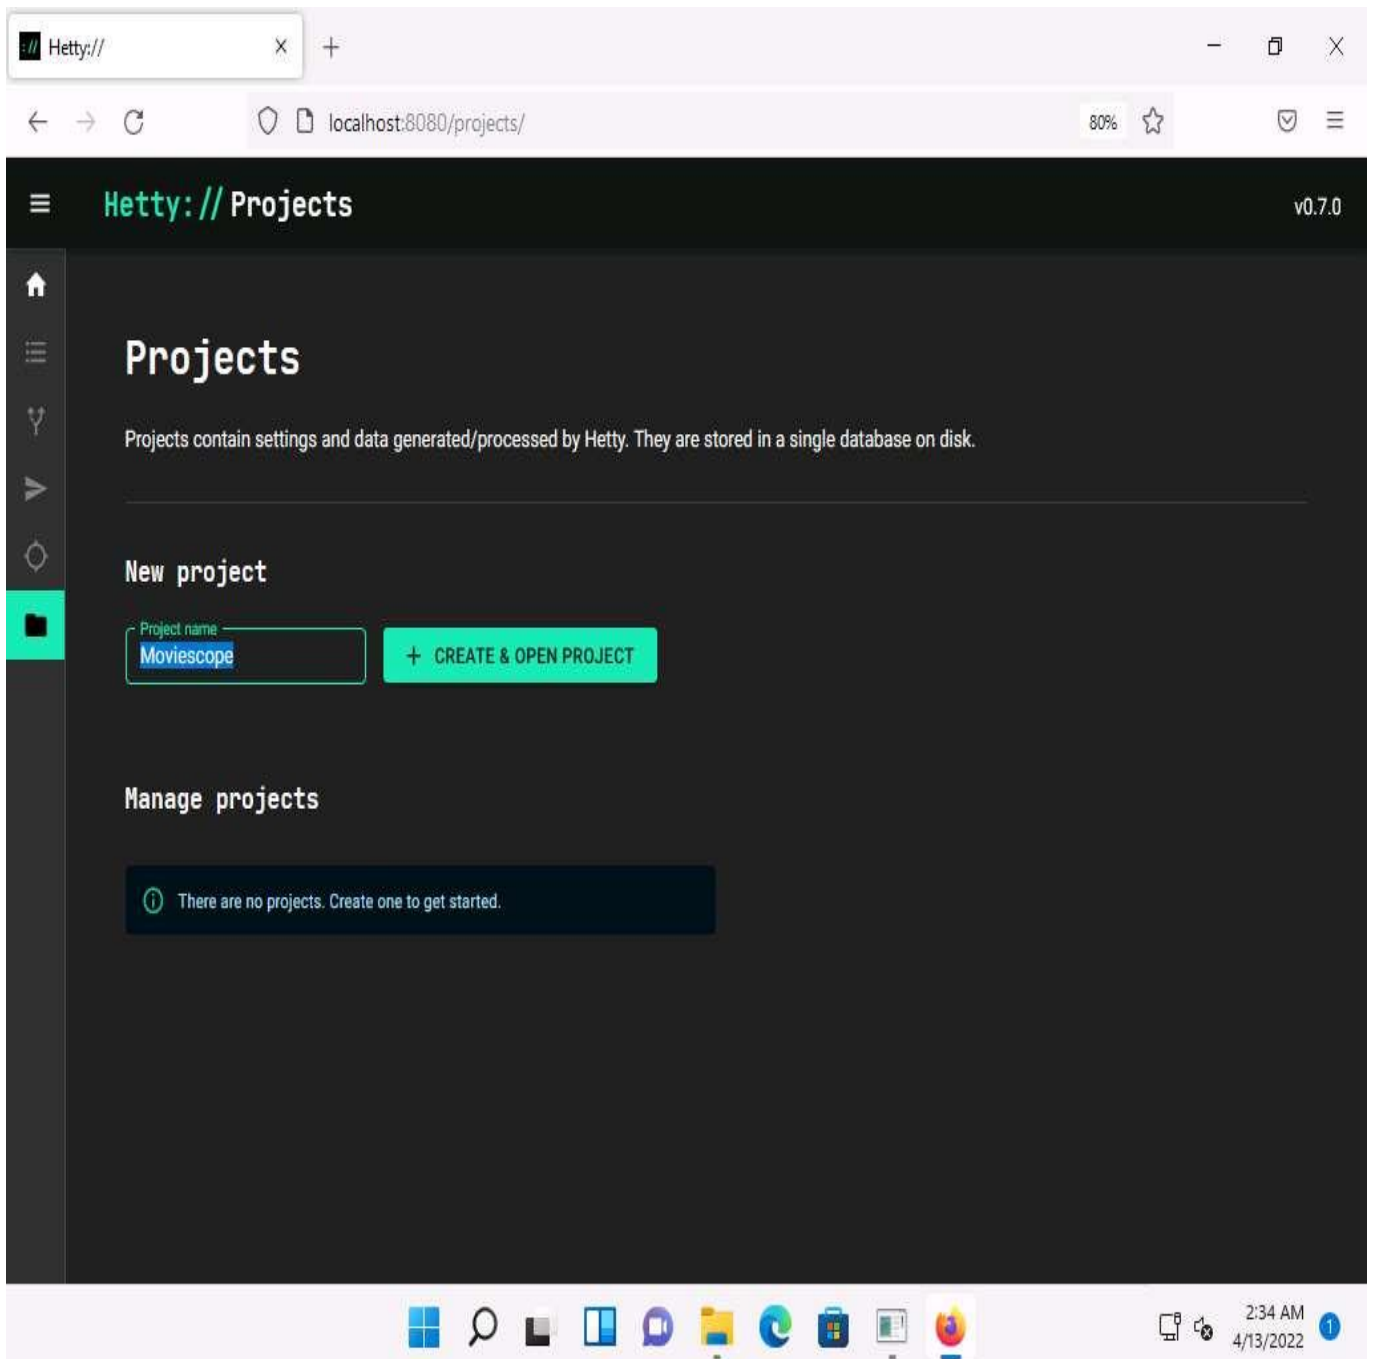 Hetty://
localhost:8080/projects/
80%
Hetty:// Projects
v0.7.0
Projects
Projects contain settings and data generated/processed by Hetty. They are stored in a single database on disk.
New project
Project name
Moviescope
+ CREATE & OPEN PROJECT
Manage projects
There are no projects. Create one to get started.
2:34 AM
4/13/2022
1